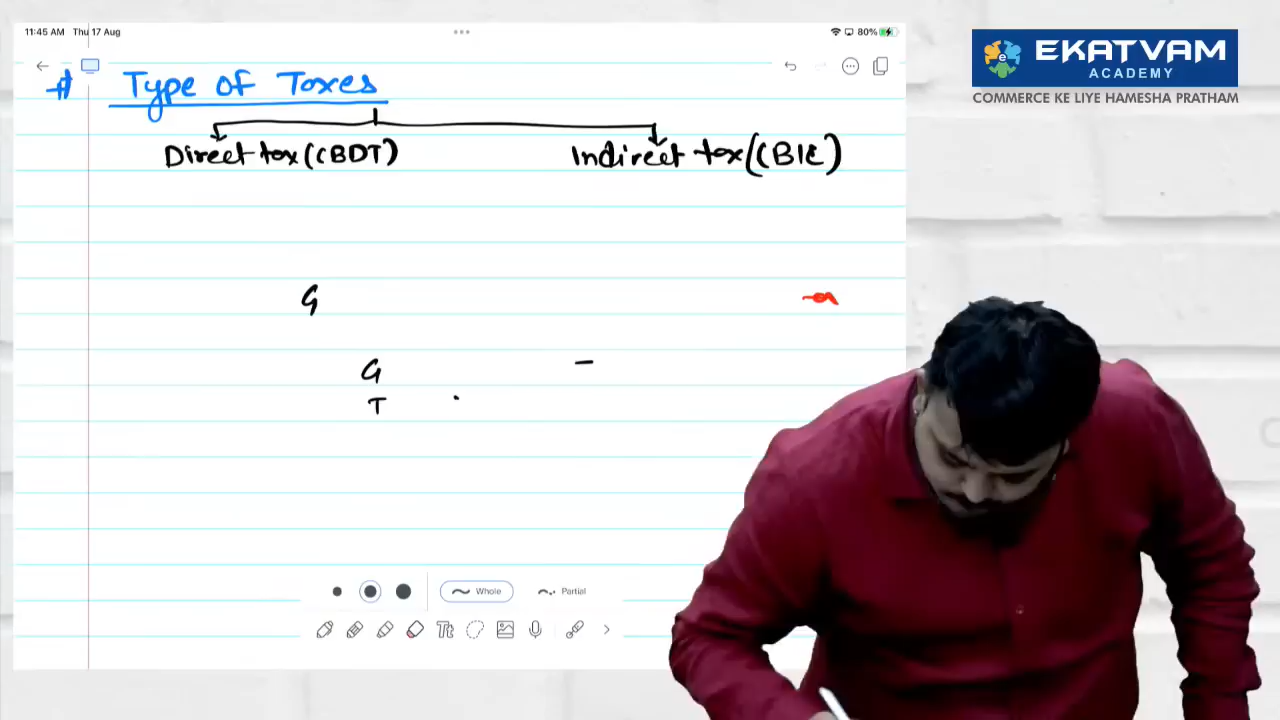 11:45 AM Thu 17 Aug
80%
EKATVAM
ACADEMY
COMMERCE KE LIYE HAMESHA PRATHAM
# Type of Taxes
Direct tax (CBDT)
Indirect tax (CBIC)
G
G
T
Whole
Partial
Tt